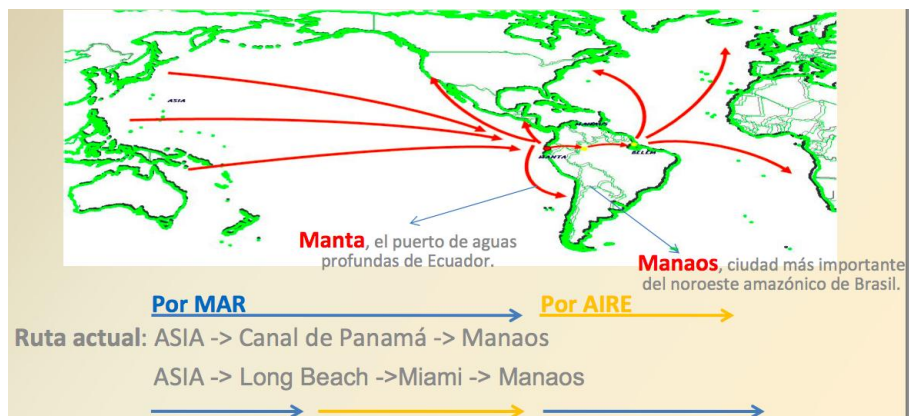 ASIA
MANTA
BELEM
Manta, el puerto de aguas
profundas de Ecuador.
Manaos, ciudad más importante
del noroeste amazónico de Brasil.
Por MAR
Por AIRE
Ruta actual: ASIA -> Canal de Panamá -> Manaos
ASIA -> Long Beach ->Miami -> Manaos